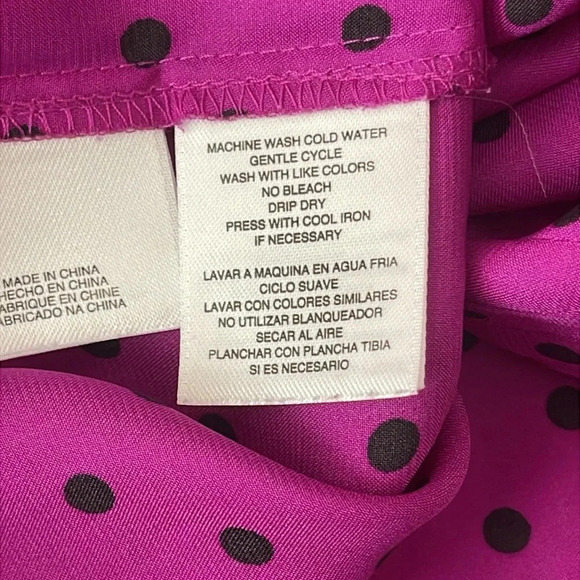 MACHINE WASH COLD WATER
GENTLE CYCLE
WASH WITH LIKE COLORS
NO BLEACH
DRIP DRY
PRESS WITH COOL IRON
IF NECESSARY
LAVAR A MAQUINA EN AGUA FRIA
CICLO SUAVE
LAVAR CON COLORES SIMILARES
NO UTILIZAR BLANQUEADOR
SECAR AL AIRE
PLANCHAR CON PLANCHA TIBIA
SI ES NECESARIO
MADE IN CHINA
HECHO EN CHINA
FABRIQUE EN CHINE
FABRICADO NA CHINA